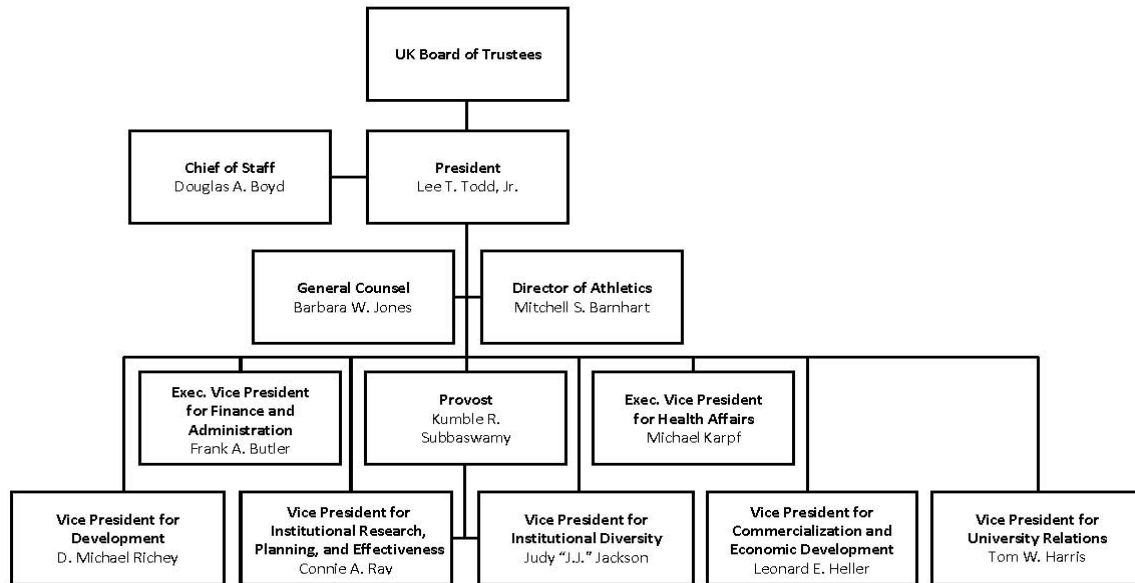 UK Board of Trustees
Chief of Staff
Douglas A. Boyd
President
Lee T. Todd, Jr.
General Counsel
Barbara W. Jones
Director of Athletics
Mitchell S. Barnhart
Exec. Vice President
for Finance and
Administration
Frank A. Butler
Provost
Kumble R.
Subbaswamy
Exec. Vice President
for Health Affairs
Michael Karpf
Vice President for
Development
D. Michael Richey
Vice President for
Institutional Research,
Planning, and Effectiveness
Connie A. Ray
Vice President for
Institutional Diversity
Judy “J.J.” Jackson
Vice President for
Commercialization and
Economic Development
Leonard E. Heller
Vice President for
University Relations
Tom W. Harris